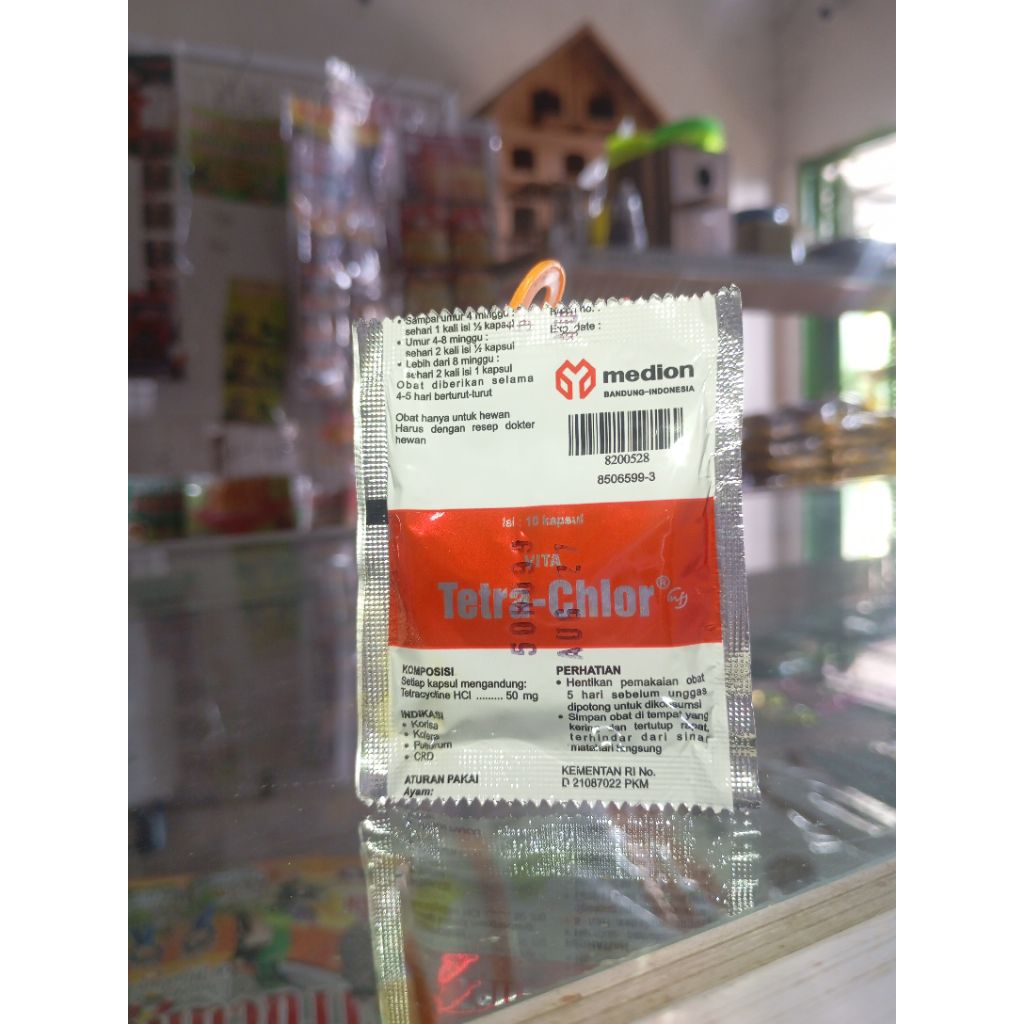 • Sampai umur 4 minggu :
sehari 1 kali isi ½ kapsul
• Umur 4-8 minggu :
sehari 2 kali isi ½ kapsul
• Lebih dari 8 minggu :
sehari 2 kali isi 1 kapsul
Obat diberikan selama
4-5 hari berturut-turut
Obat hanya untuk hewan
Harus dengan resep dokter
hewan
no. :
Exp. date :
medion
BANDUNG-INDONESIA
8200528
8506599-3
Isi : 10 kapsul
VITA
Tetra-Chlor®
AUG 27
KOMPOSISI
Setiap kapsul mengandung:
Tetracycline HCl ......... 50 mg
INDIKASI
• Korisa
• Kolera
• Pullorum
• CRD
ATURAN PAKAI
Ayam:
PERHATIAN
• Hentikan pemakaian obat
5 hari sebelum unggas
dipotong untuk dikonsumsi
• Simpan obat di tempat yang
kering dan tertutup rapat,
terhindar dari sinar
matahari langsung
KEMENTAN RI No.
D 21087022 PKM